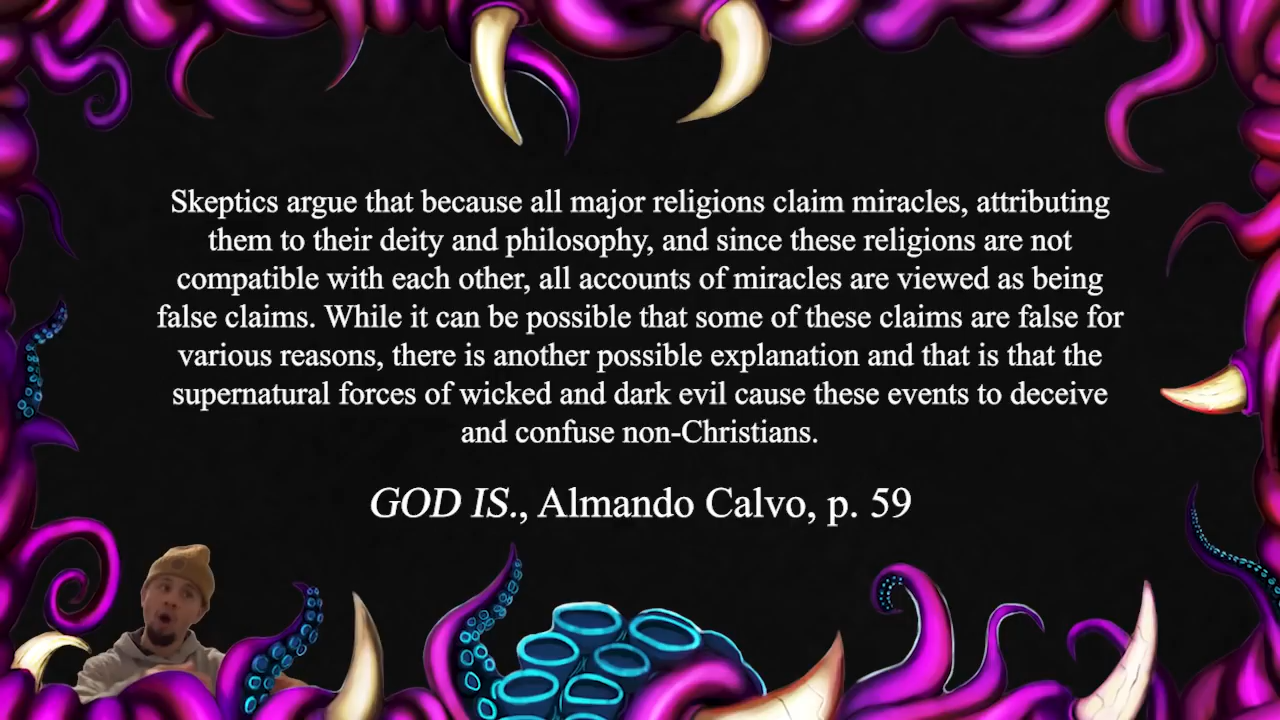 Skeptics argue that because all major religions claim miracles, attributing
them to their deity and philosophy, and since these religions are not
compatible with each other, all accounts of miracles are viewed as being
false claims. While it can be possible that some of these claims are false for
various reasons, there is another possible explanation and that is that the
supernatural forces of wicked and dark evil cause these events to deceive
and confuse non-Christians.
GOD IS., Almando Calvo, p. 59